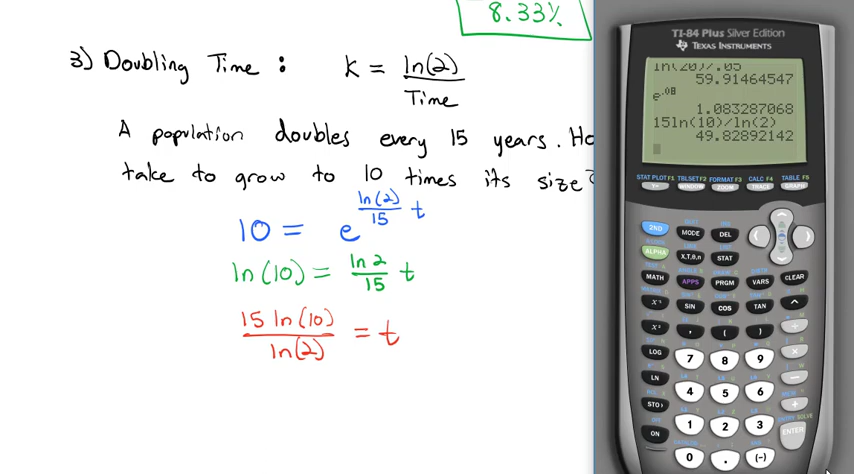 8.33%
3) Doubling Time : k = ln(2)/Time
A population doubles every 15 years. Ho
take to grow to 10 times its size?
10 = e^(ln(2)/15 t)
ln(10) = ln 2/15 t
15 ln(10)/ln(2) = t
TI-84 Plus Silver Edition
TEXAS INSTRUMENTS
ln(20)/.05
59.91464547
e^.08
1.083287068
15ln(10)/ln(2)
49.82892142
STAT PLOT F1 TBLSET F2 FORMAT F3 CALC F4 TABLE F5
Y= WINDOW ZOOM TRACE GRAPH
2ND MODE DEL
ALPHA X,T,θ,n STAT
MATH APPS PRGM VARS CLEAR
SIN COS TAN ^
x² , ( ) ÷
LOG 7 8 9 ×
LN 4 5 6 −
STO› 1 2 3 +
ON 0 . (−) ENTER